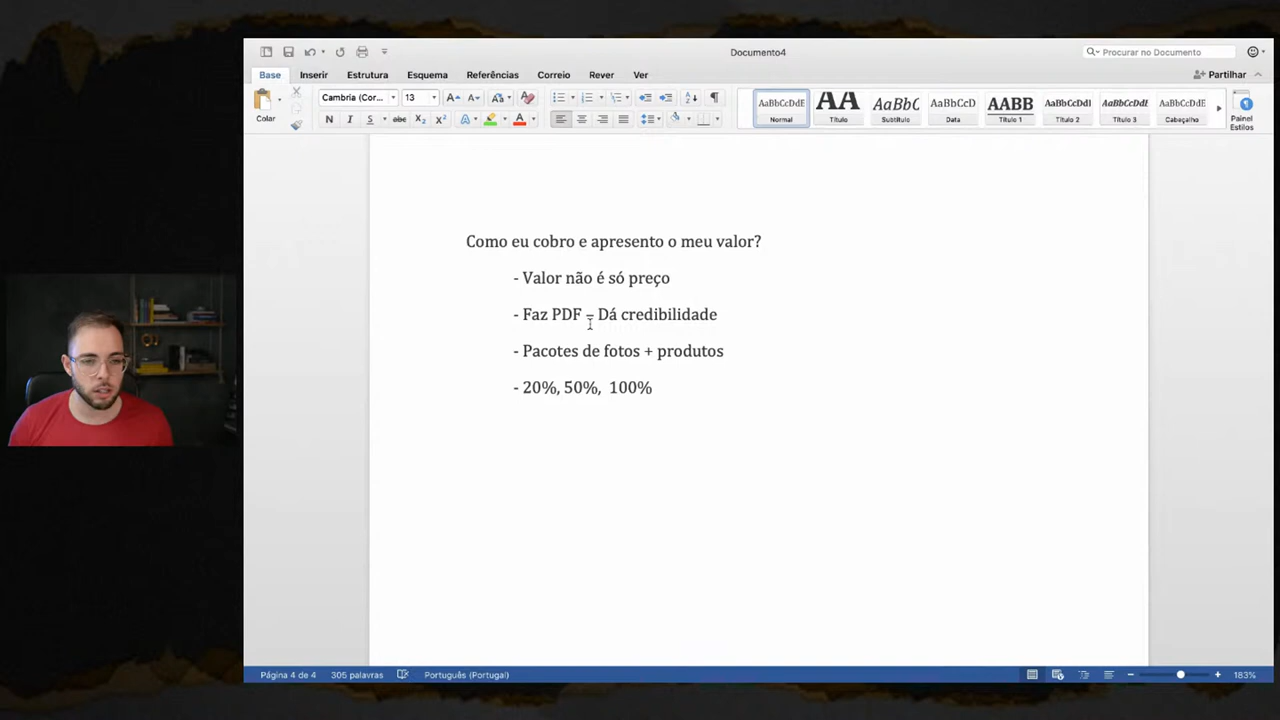 Documento4
Procurar no Documento
Base Inserir Estrutura Esquema Referências Correio Rever Ver
Partilhar
Colar
Cambria (Cor... 13
N I S abc X₂ X²
AaBbCcDdE AA AaBbC AaBbCcD AABB AaBbCcDdI AaBbCcDdI AaBbCcDdE
Normal Título Subtítulo Data Título 1 Título 2 Título 3 Cabeçalho
Painel
Estilos
Como eu cobro e apresento o meu valor?
- Valor não é só preço
- Faz PDF – Dá credibilidade
- Pacotes de fotos + produtos
- 20%, 50%, 100%
Página 4 de 4 305 palavras Português (Portugal) 183%